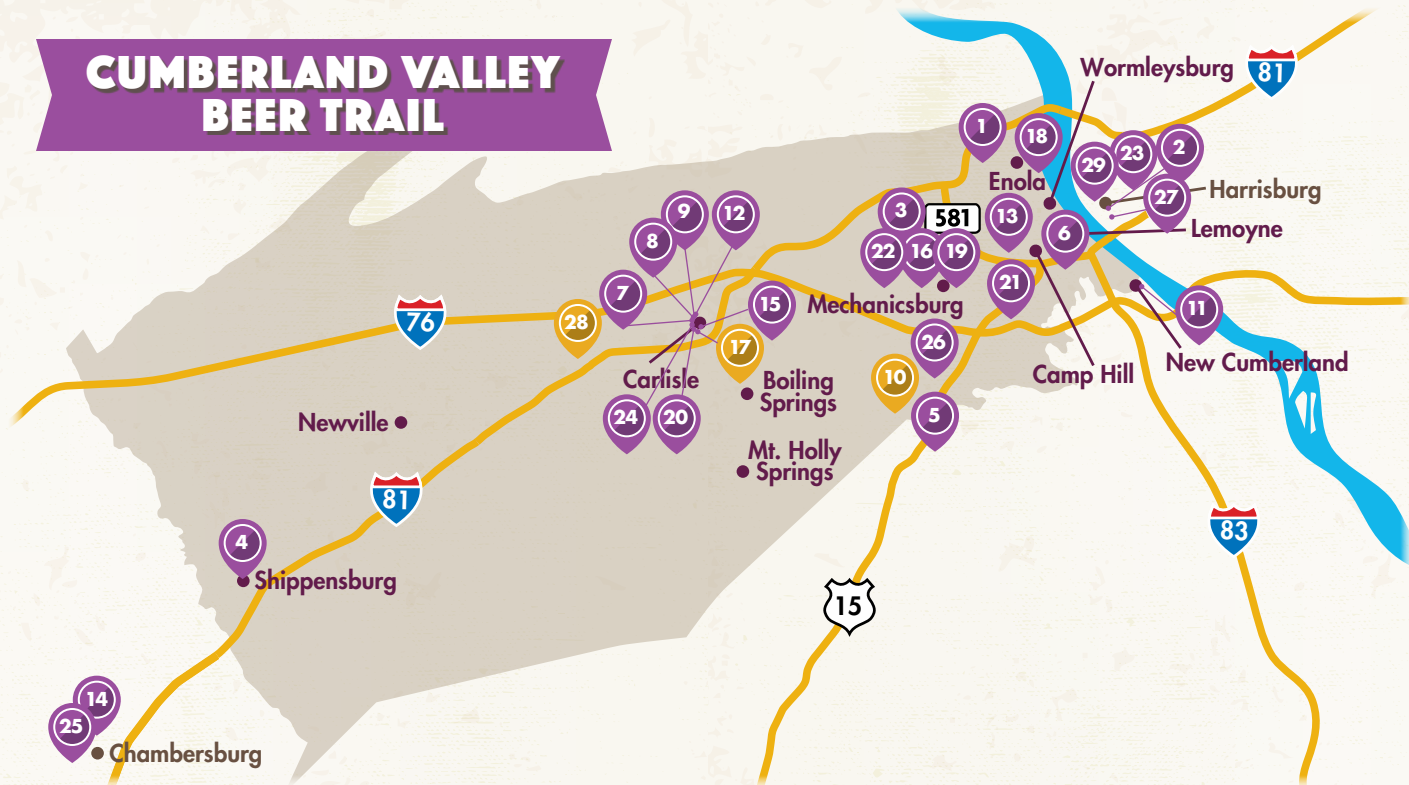 CUMBERLAND VALLEY
BEER TRAIL
Wormleysburg
81
1
18
29
23
2
Enola
27
Harrisburg
9
12
3
581
13
6
Lemoyne
8
22
16
19
7
15
Mechanicsburg
21
76
28
11
17
26
Carlisle
Boiling
Springs
10
Camp Hill
New Cumberland
Newville
24
20
5
Mt. Holly
Springs
81
83
4
Shippensburg
15
14
25
Chambersburg